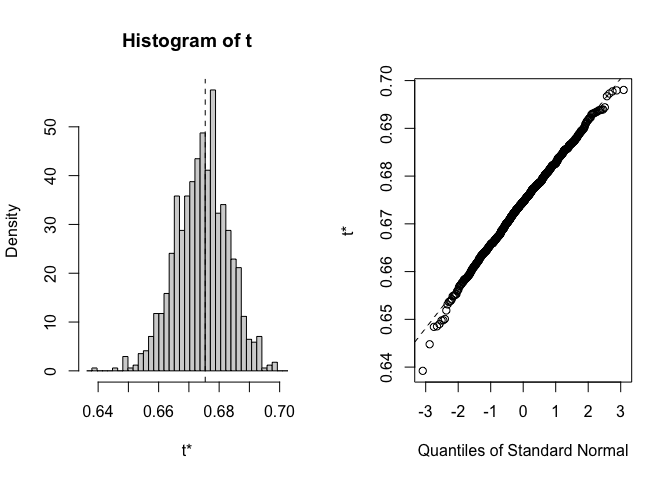 Histogram of t
Density
0 10 20 30 40 50
0.64 0.66 0.68 0.70
t*
t*
0.64 0.65 0.66 0.67 0.68 0.69 0.70
-3 -2 -1 0 1 2 3
Quantiles of Standard Normal